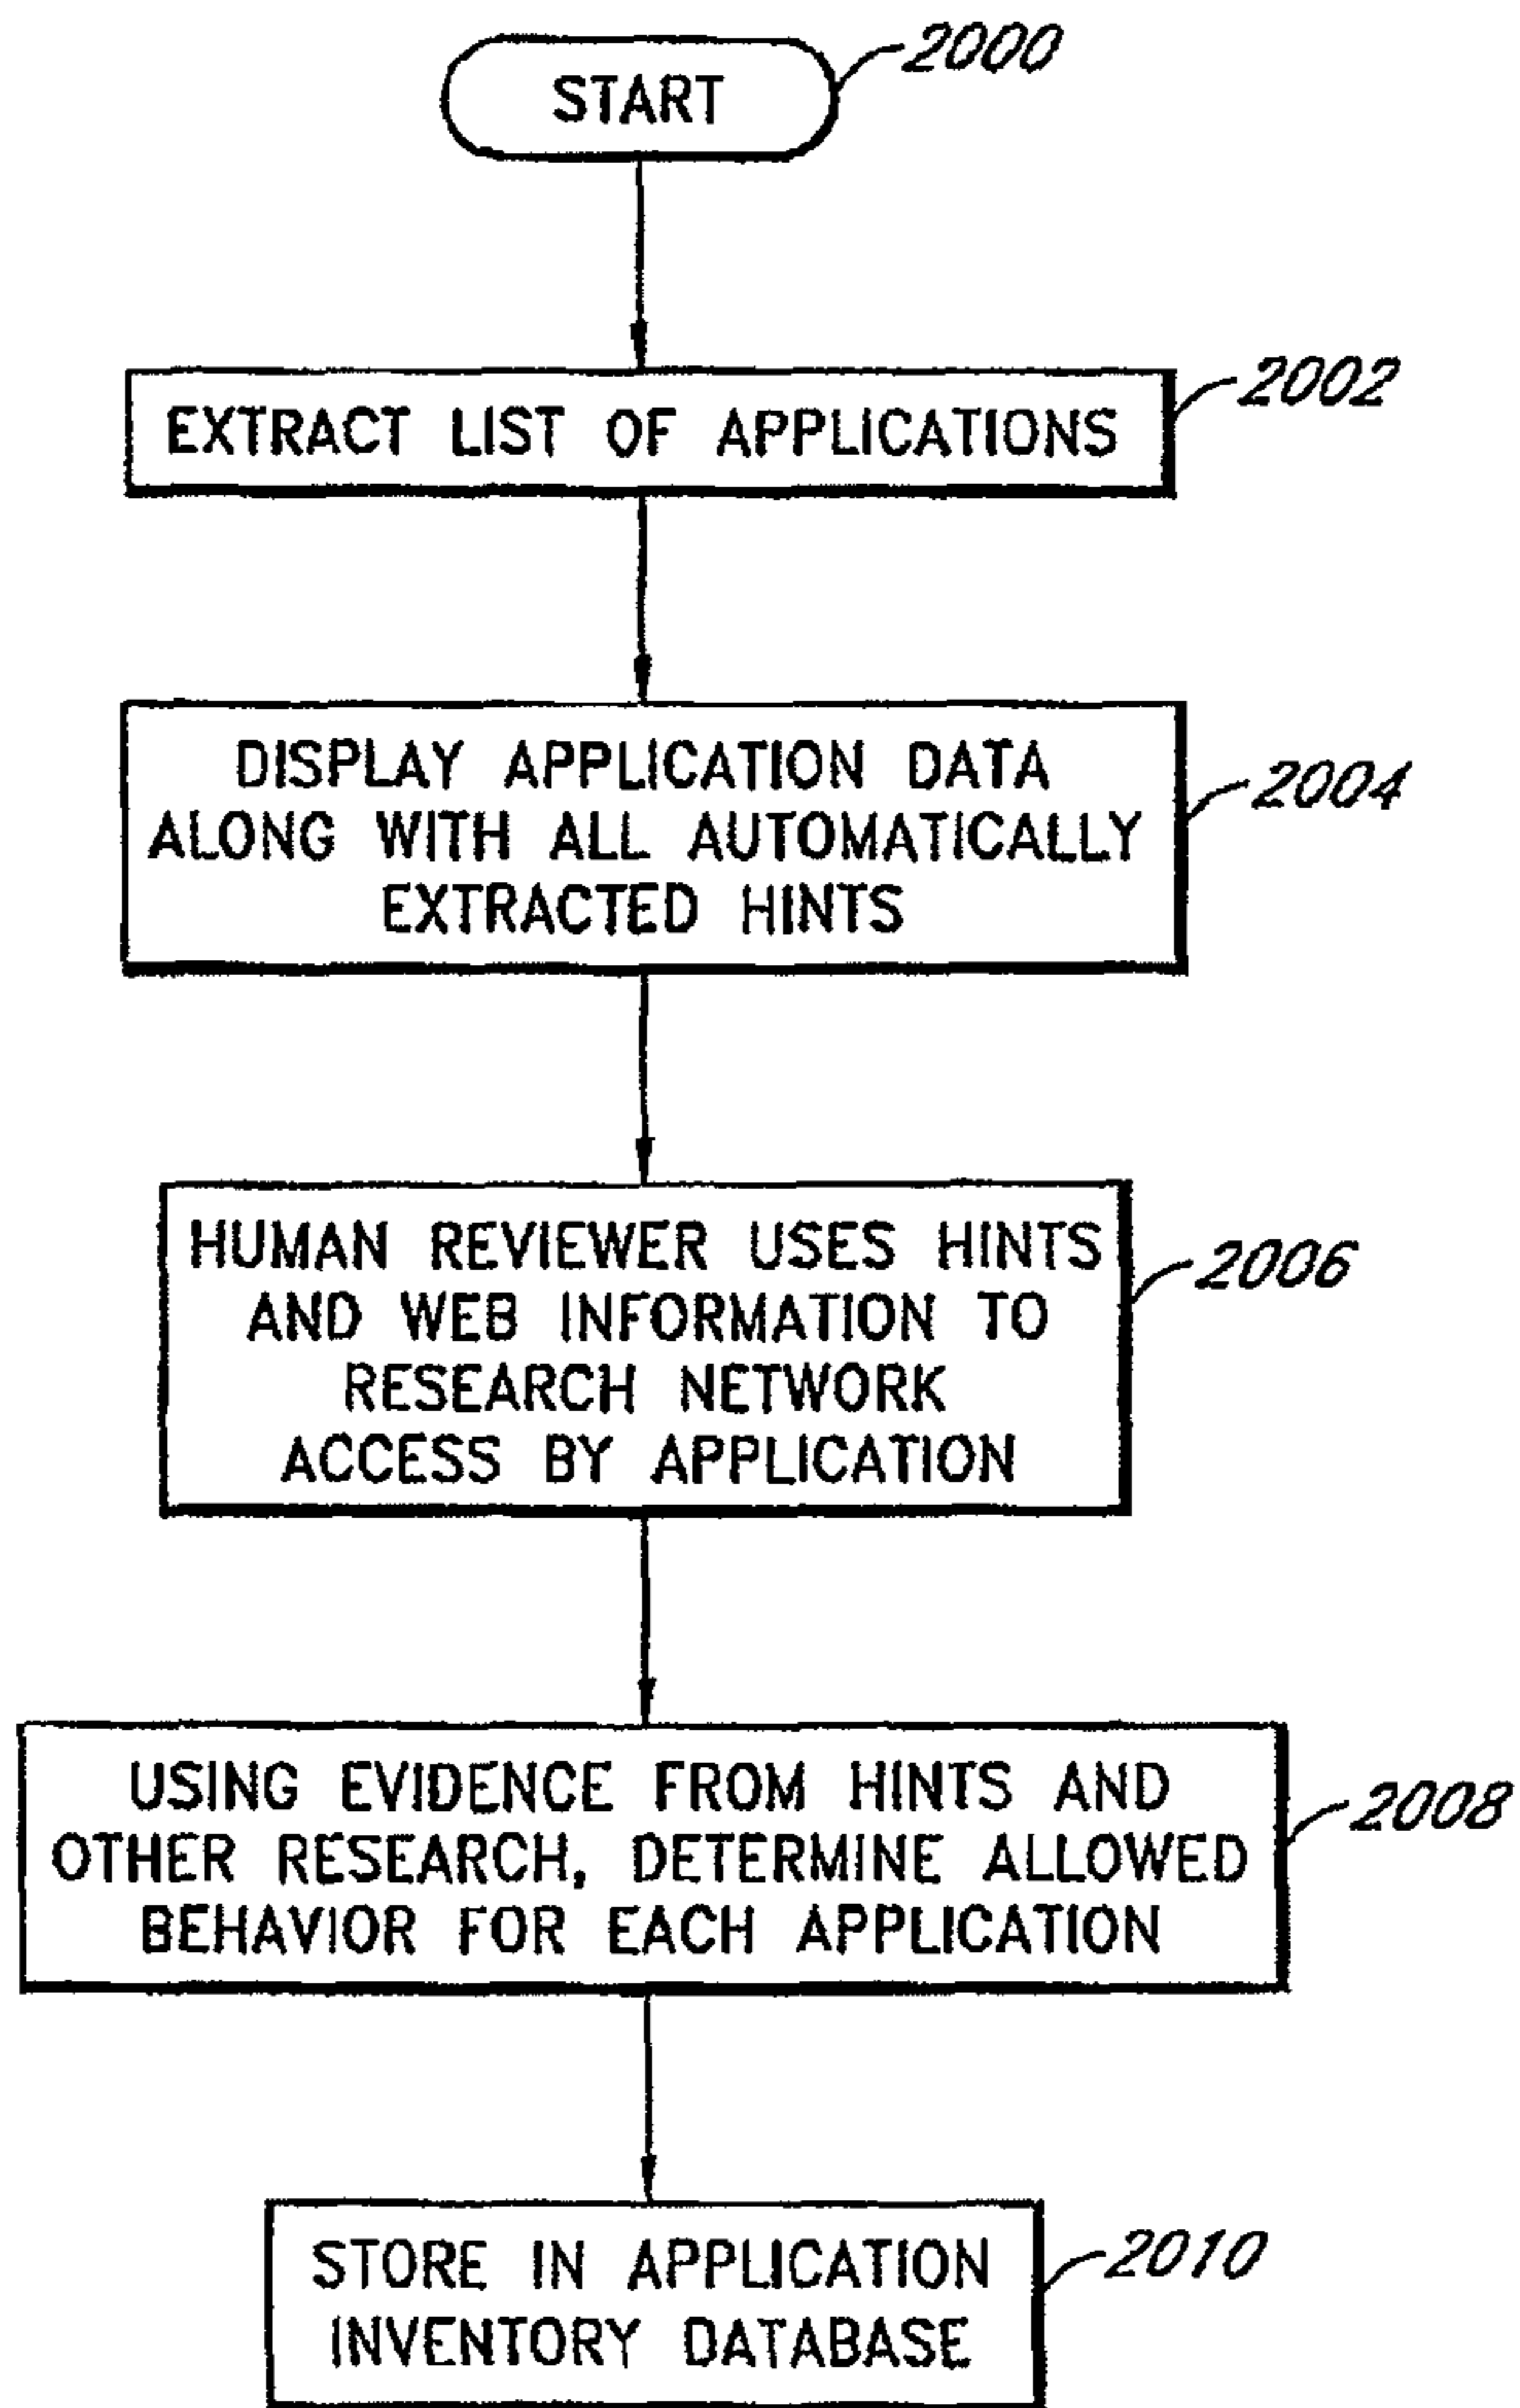 START
2000
EXTRACT LIST OF APPLICATIONS
2002
DISPLAY APPLICATION DATA
ALONG WITH ALL AUTOMATICALLY
EXTRACTED HINTS
2004
HUMAN REVIEWER USES HINTS
AND WEB INFORMATION TO
RESEARCH NETWORK
ACCESS BY APPLICATION
2006
USING EVIDENCE FROM HINTS AND
OTHER RESEARCH, DETERMINE ALLOWED
BEHAVIOR FOR EACH APPLICATION
2008
STORE IN APPLICATION
INVENTORY DATABASE
2010